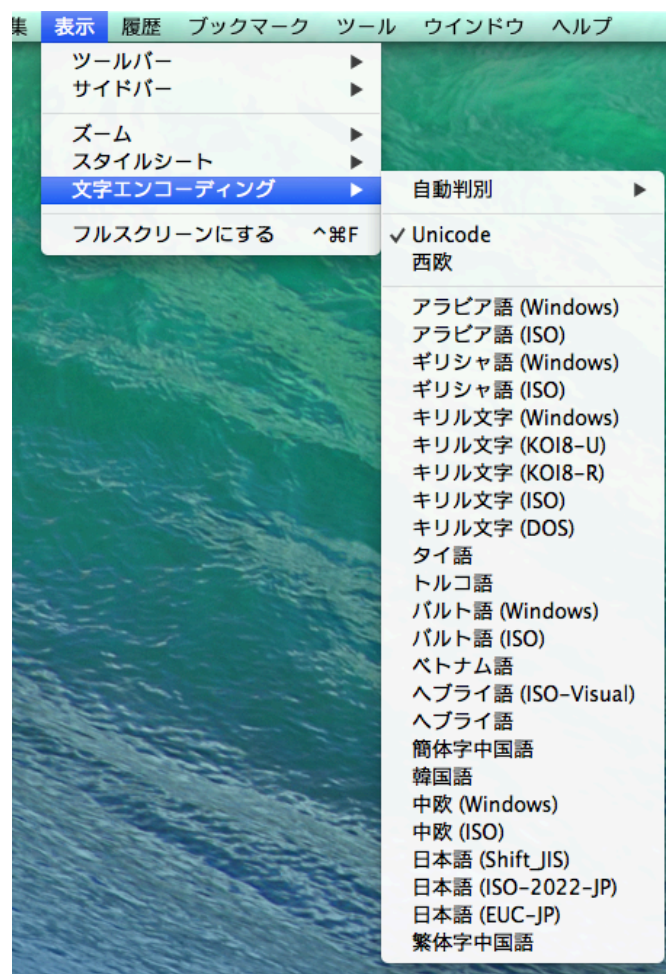 集 表示 履歴 ブックマーク ツール ウインドウ ヘルプ
ツールバー ▶
サイドバー ▶
ズーム ▶
スタイルシート ▶
文字エンコーディング ▶
フルスクリーンにする ^⌘F
自動判別 ▶
✓ Unicode
西欧
アラビア語 (Windows)
アラビア語 (ISO)
ギリシャ語 (Windows)
ギリシャ語 (ISO)
キリル文字 (Windows)
キリル文字 (KOI8-U)
キリル文字 (KOI8-R)
キリル文字 (ISO)
キリル文字 (DOS)
タイ語
トルコ語
バルト語 (Windows)
バルト語 (ISO)
ベトナム語
ヘブライ語 (ISO-Visual)
ヘブライ語
簡体字中国語
韓国語
中欧 (Windows)
中欧 (ISO)
日本語 (Shift_JIS)
日本語 (ISO-2022-JP)
日本語 (EUC-JP)
繁体字中国語